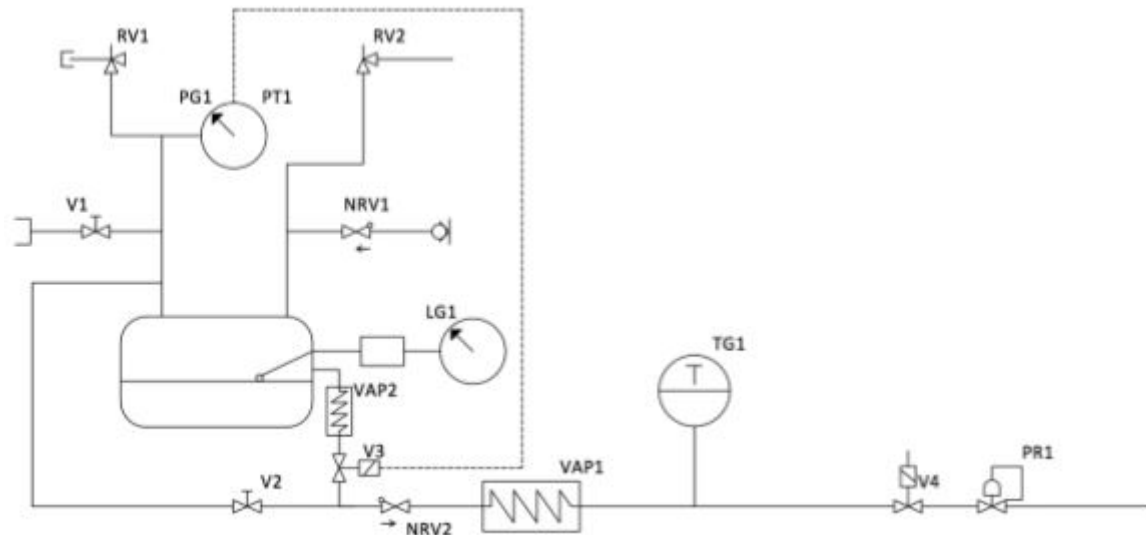 RV1
RV2
PG1
PT1
V1
NRV1
LG1
TG1
VAP2
V3
VAP1
PR1
V4
V2
NRV2